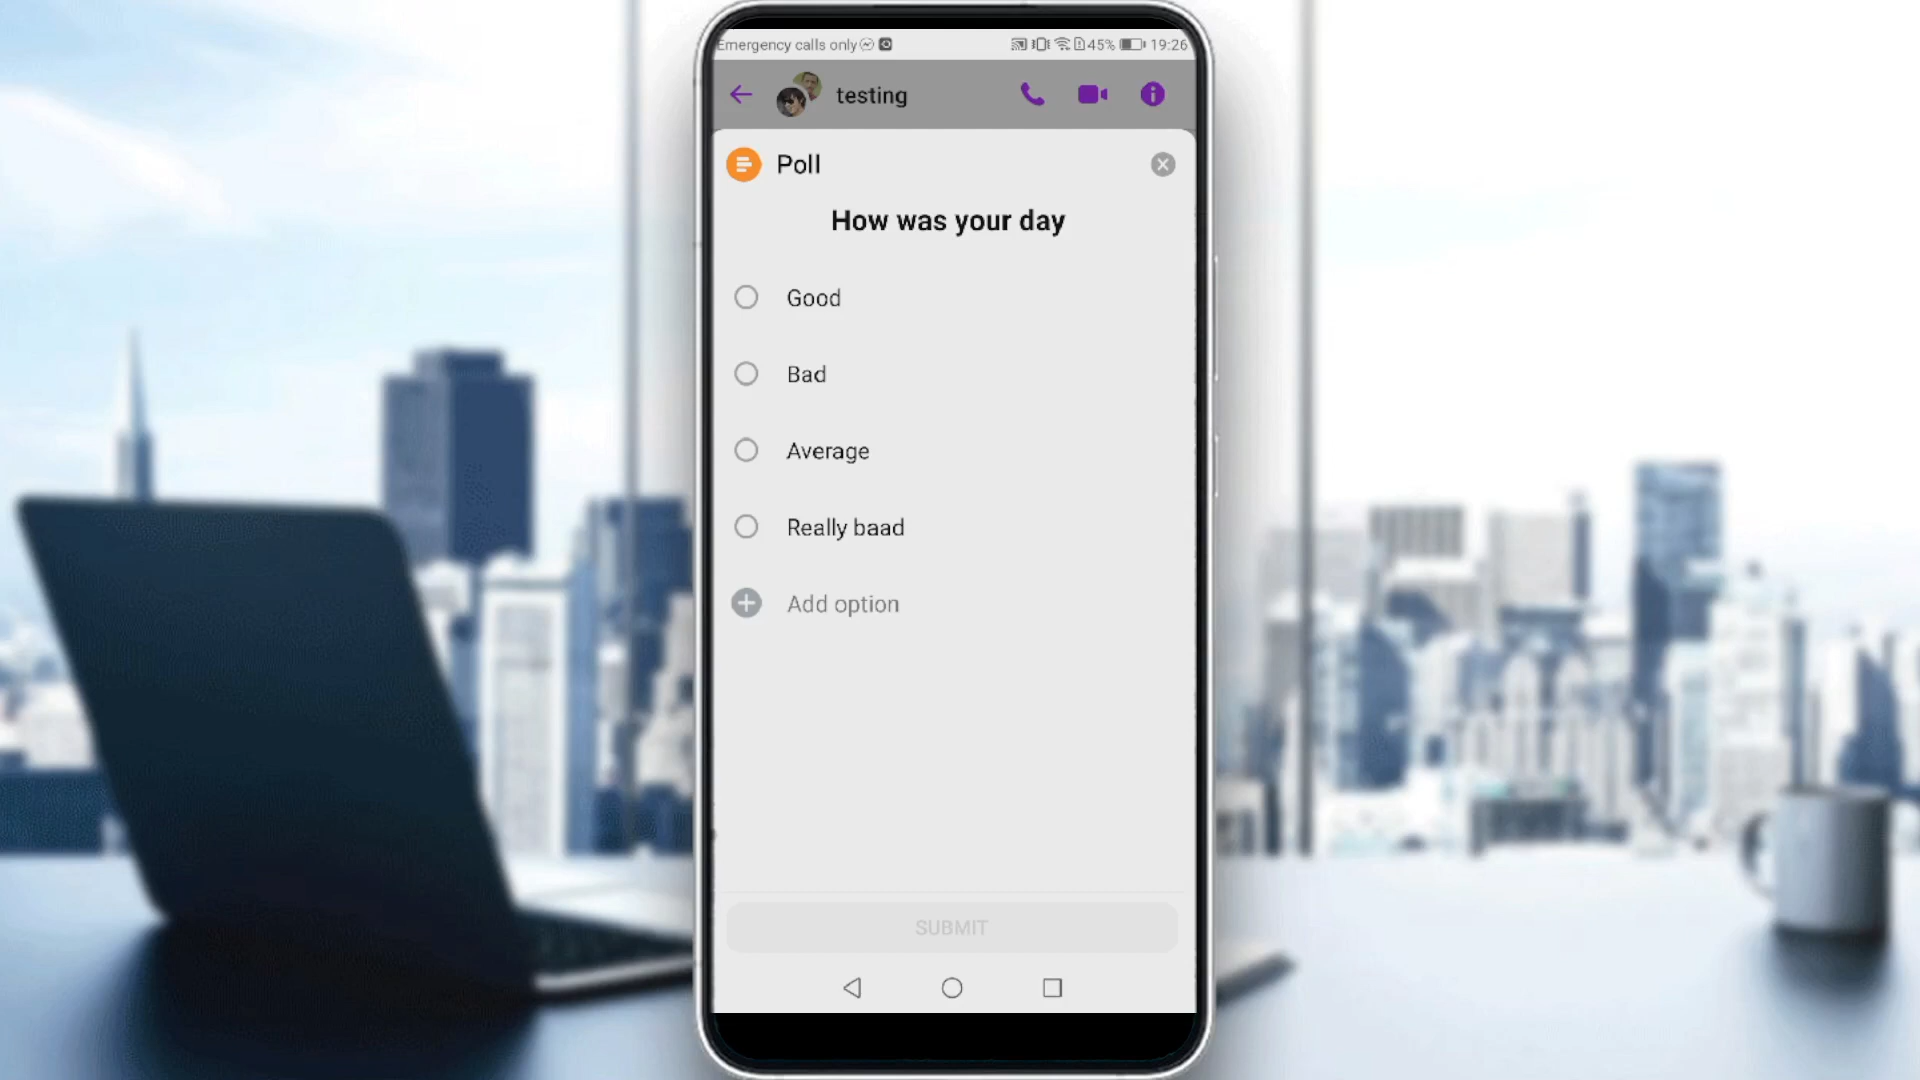 Emergency calls only 45% 19:26
testing
Poll
How was your day
Good
Bad
Average
Really baad
Add option
SUBMIT